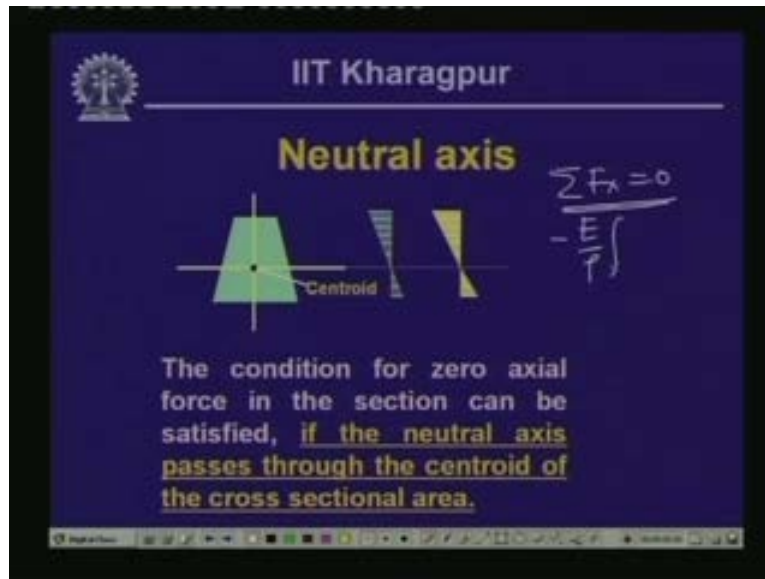 IIT Kharagpur
Neutral axis
ΣFx = 0
- E/ρ ∫
Centroid
The condition for zero axial
force in the section can be
satisfied, if the neutral axis
passes through the centroid of
the cross sectional area.